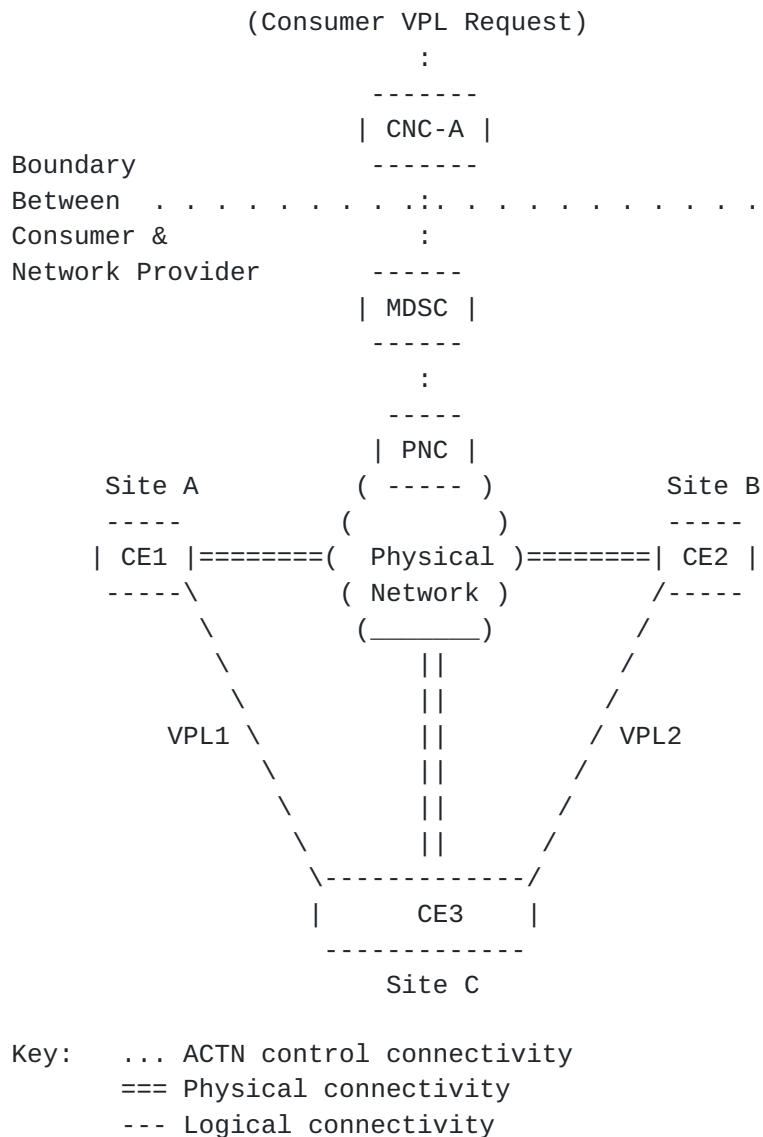 (Consumer VPL Request)
:
-------
| CNC-A |
Boundary -------
Between . . . . . . . . .:. . . . . . . . . . .
Consumer & :
Network Provider ------
| MDSC |
------
:
-----
| PNC |
Site A ( ----- ) Site B
----- ( ) -----
| CE1 |========( Physical )========| CE2 |
-----\ ( Network ) /-----
\ (_______) /
\ || /
\ || /
VPL1 \ || / VPL2
\ || /
\ || /
\ || /
\-------------/
| CE3 |
-------------
Site C
Key: ... ACTN control connectivity
=== Physical connectivity
--- Logical connectivity